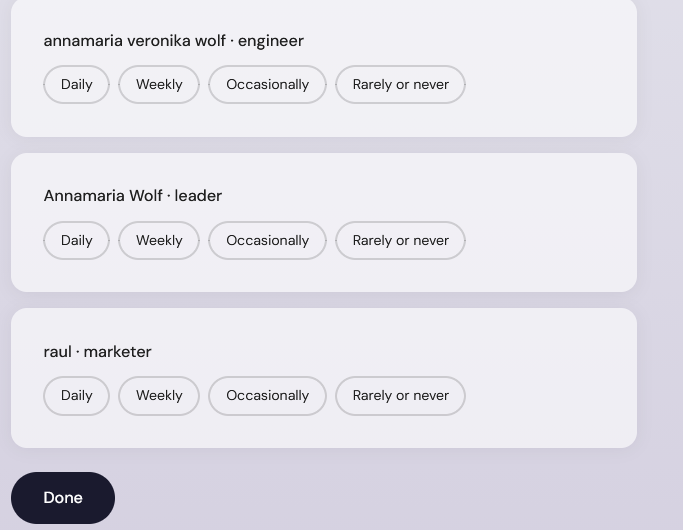 annamaria veronika wolf · engineer
Daily Weekly Occasionally Rarely or never
Annamaria Wolf · leader
Daily Weekly Occasionally Rarely or never
raul · marketer
Daily Weekly Occasionally Rarely or never
Done